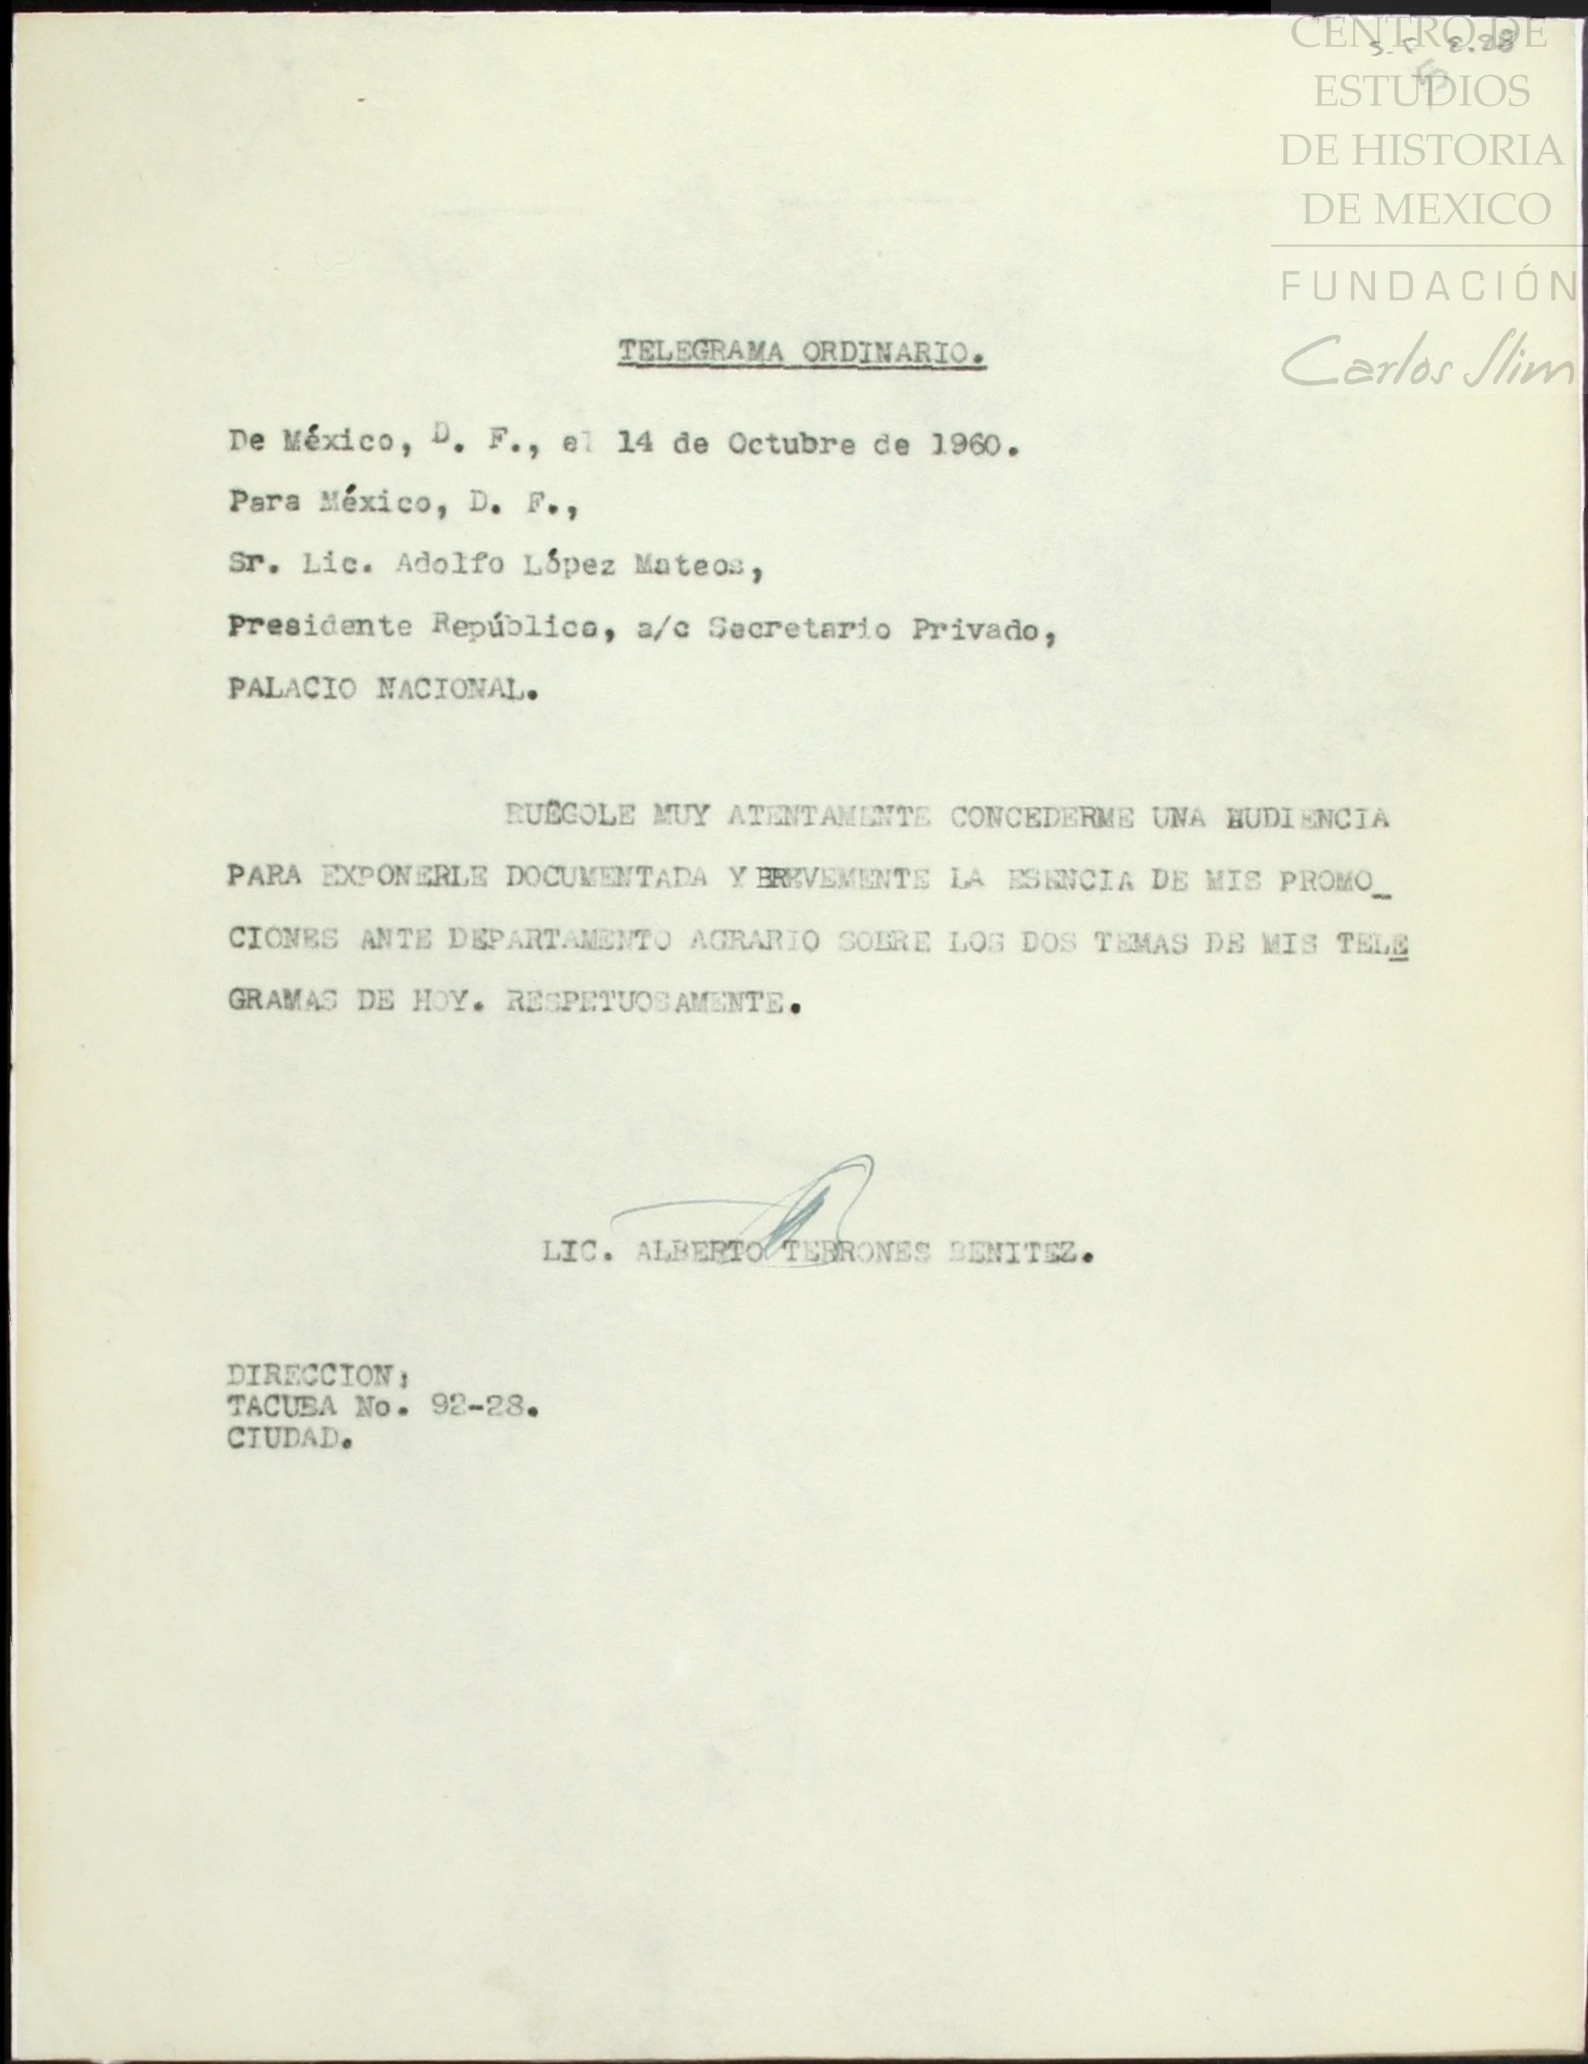 CENTRO DE
ESTUDIOS
DE HISTORIA
DE MEXICO
FUNDACIÓN
Carlos Slim
TELEGRAMA ORDINARIO.
De México, D. F., el 14 de Octubre de 1960.
Para México, D. F.,
Sr. Lic. Adolfo López Mateos,
Presidente República, a/c Secretario Privado,
PALACIO NACIONAL.
RUÉGOLE MUY ATENTAMENTE CONCEDERME UNA AUDIENCIA
PARA EXPONERLE DOCUMENTADA Y BREVEMENTE LA ESENCIA DE MIS PROMO_
CIONES ANTE DEPARTAMENTO AGRARIO SOBRE LOS DOS TEMAS DE MIS TELE
GRAMAS DE HOY. RESPETUOSAMENTE.
LIC. ALBERTO TERRONES BENITEZ.
DIRECCION:
TACUBA No. 92-28.
CIUDAD.